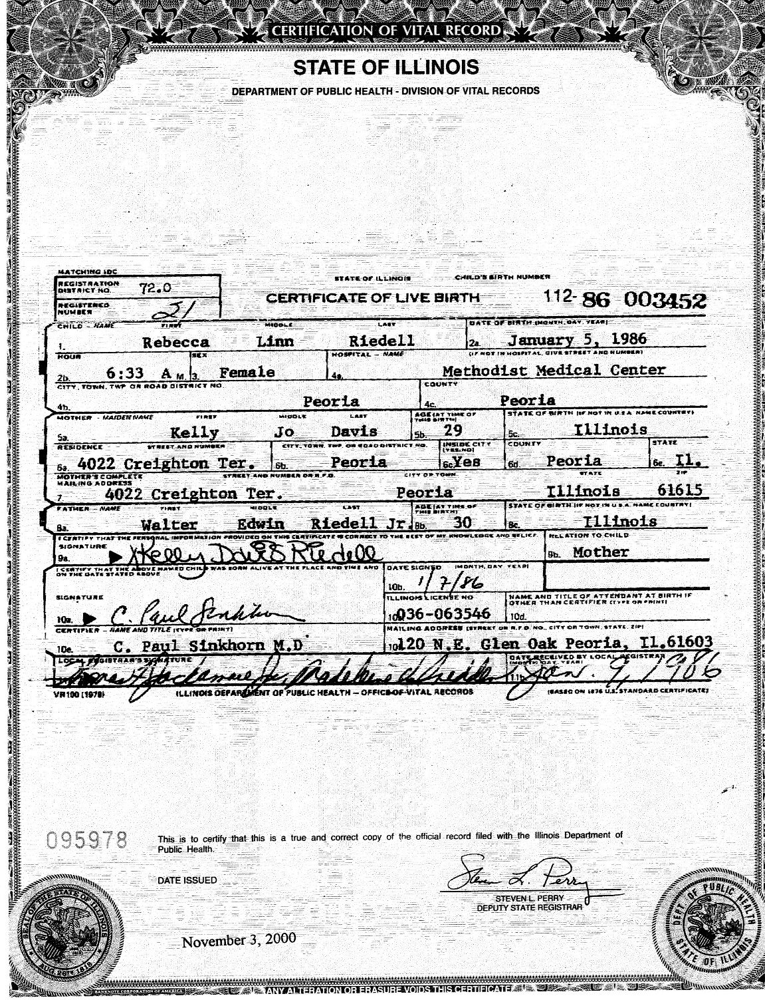 CERTIFICATION OF VITAL RECORD
STATE OF ILLINOIS
DEPARTMENT OF PUBLIC HEALTH - DIVISION OF VITAL RECORDS
MATCHING IDC
REGISTRATION DISTRICT NO. 72.0
STATE OF ILLINOIS CHILD'S BIRTH NUMBER
CERTIFICATE OF LIVE BIRTH 112- 86 003452
REGISTERED NUMBER 21
CHILD - NAME FIRST MIDDLE LAST DATE OF BIRTH (MONTH, DAY, YEAR)
1. Rebecca Linn Riedell 2a. January 5, 1986
HOUR SEX HOSPITAL - NAME (IF NOT IN HOSPITAL, GIVE STREET AND NUMBER)
2b. 6:33 A M. 3. Female 4a. Methodist Medical Center
CITY, TOWN, TWP OR ROAD DISTRICT NO. COUNTY
4b. Peoria 4c. Peoria
MOTHER - MAIDEN NAME FIRST MIDDLE LAST AGE (AT TIME OF THIS BIRTH) STATE OF BIRTH (IF NOT IN U.S.A. NAME COUNTRY)
5a. Kelly Jo Davis 5b. 29 5c. Illinois
RESIDENCE STREET AND NUMBER CITY, TOWN, TWP OR ROAD DISTRICT NO. INSIDE CITY (YES, NO) COUNTY STATE
6a. 4022 Creighton Ter. 6b. Peoria 6c. Yes 6d. Peoria 6e. Il.
MOTHER'S COMPLETE MAILING ADDRESS STREET AND NUMBER OR R.F.D. CITY OR TOWN STATE ZIP
7. 4022 Creighton Ter. Peoria Illinois 61615
FATHER - NAME FIRST MIDDLE LAST AGE (AT TIME OF THIS BIRTH) STATE OF BIRTH (IF NOT IN U.S.A. NAME COUNTRY)
8a. Walter Edwin Riedell Jr. 8b. 30 8c. Illinois
I CERTIFY THAT THE PERSONAL INFORMATION PROVIDED ON THIS CERTIFICATE IS CORRECT TO THE BEST OF MY KNOWLEDGE AND BELIEF. RELATION TO CHILD
SIGNATURE
9a. X Kelly Davis Riedell 9b. Mother
I CERTIFY THAT THE ABOVE NAMED CHILD WAS BORN ALIVE AT THE PLACE AND TIME AND ON THE DATE STATED ABOVE DATE SIGNED (MONTH, DAY, YEAR)
10b. 1/7/86
SIGNATURE ILLINOIS LICENSE NO NAME AND TITLE OF ATTENDANT AT BIRTH IF OTHER THAN CERTIFIER (TYPE OR PRINT)
10a. C. Paul Sinkhorn 10c. 036-063546 10d.
CERTIFIER - NAME AND TITLE (TYPE OR PRINT) MAILING ADDRESS (STREET OR R.F.D. NO., CITY OR TOWN, STATE, ZIP)
10e. C. Paul Sinkhorn M.D 120 N.E. Glen Oak Peoria, Il.61603
LOCAL REGISTRAR'S SIGNATURE DATE RECEIVED BY LOCAL REGISTRAR (MONTH, DAY, YEAR)
11b. Jan. 9, 1986
VR100 (1978) ILLINOIS DEPARTMENT OF PUBLIC HEALTH - OFFICE OF VITAL RECORDS (BASED ON 1978 U.S. STANDARD CERTIFICATE)
095978
This is to certify that this is a true and correct copy of the official record filed with the Illinois Department of
Public Health.
DATE ISSUED
Steven L. Perry
STEVEN L. PERRY
DEPUTY STATE REGISTRAR
November 3, 2000
SEAL OF THE STATE OF ILLINOIS
AUG. 26TH 1818
DEPT. OF PUBLIC HEALTH
STATE OF ILLINOIS
BANKNOTE CORPORATION OF AMERICA
ANY ALTERATION OR ERASURE VOIDS THIS CERTIFICATE